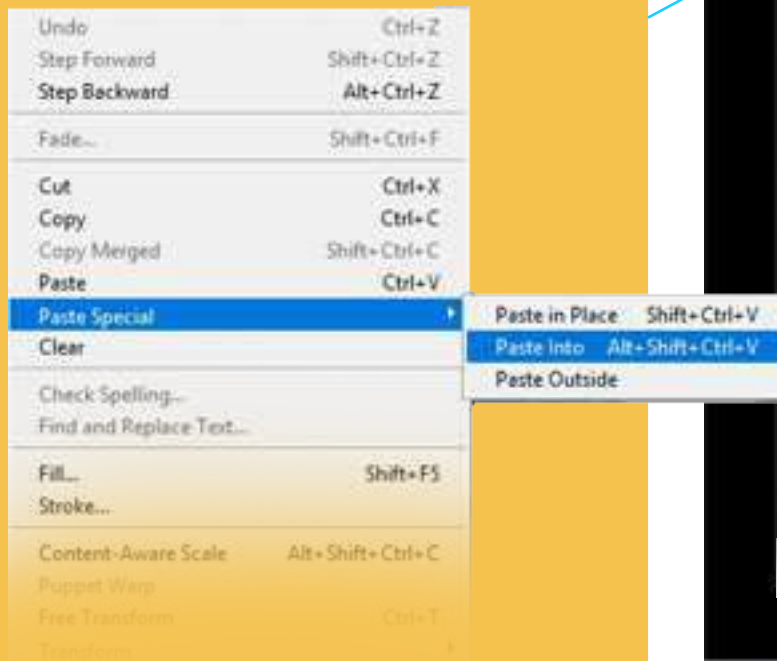 Undo Ctrl+Z
Step Forward Shift+Ctrl+Z
Step Backward Alt+Ctrl+Z
Fade... Shift+Ctrl+F
Cut Ctrl+X
Copy Ctrl+C
Copy Merged Shift+Ctrl+C
Paste Ctrl+V
Paste Special
Paste in Place Shift+Ctrl+V
Paste Into Alt+Shift+Ctrl+V
Paste Outside
Clear
Check Spelling...
Find and Replace Text...
Fill... Shift+F5
Stroke...
Content-Aware Scale Alt+Shift+Ctrl+C
Puppet Warp
Free Transform Ctrl+T
Transform